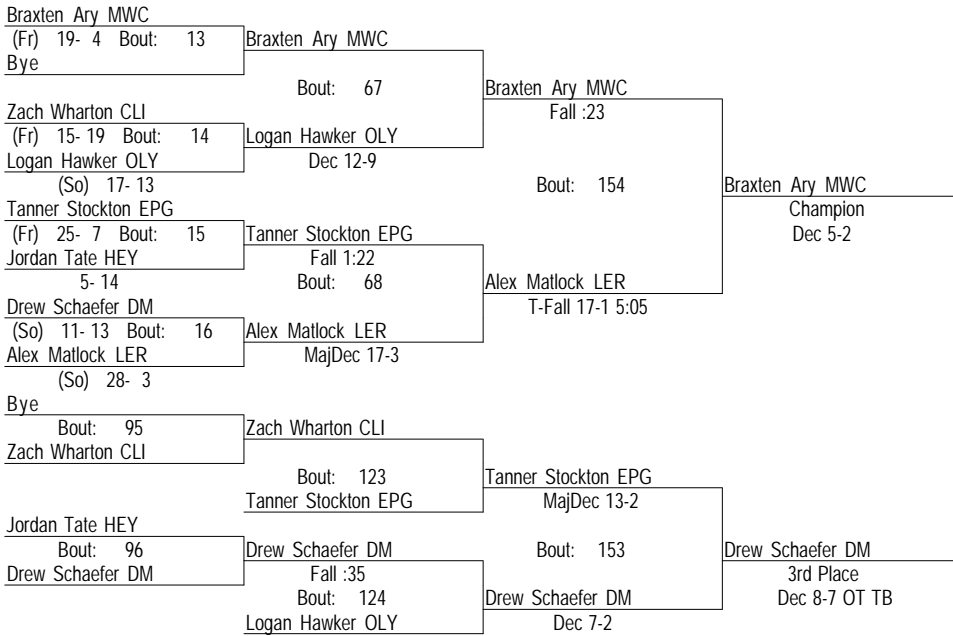 Braxten Ary MWC
(Fr) 19- 4 Bout: 13 Braxten Ary MWC
Bye
Bout: 67 Braxten Ary MWC
Zach Wharton CLI Fall :23
(Fr) 15- 19 Bout: 14 Logan Hawker OLY
Logan Hawker OLY Dec 12-9
(So) 17- 13 Bout: 154 Braxten Ary MWC
Tanner Stockton EPG Champion
(Fr) 25- 7 Bout: 15 Tanner Stockton EPG Dec 5-2
Jordan Tate HEY Fall 1:22
5- 14 Bout: 68 Alex Matlock LER
Drew Schaefer DM T-Fall 17-1 5:05
(So) 11- 13 Bout: 16 Alex Matlock LER
Alex Matlock LER MajDec 17-3
(So) 28- 3
Bye
Bout: 95 Zach Wharton CLI
Zach Wharton CLI
Bout: 123 Tanner Stockton EPG
Tanner Stockton EPG MajDec 13-2
Jordan Tate HEY
Bout: 96 Drew Schaefer DM Bout: 153 Drew Schaefer DM
Drew Schaefer DM Fall :35 3rd Place
Bout: 124 Drew Schaefer DM Dec 8-7 OT TB
Logan Hawker OLY Dec 7-2